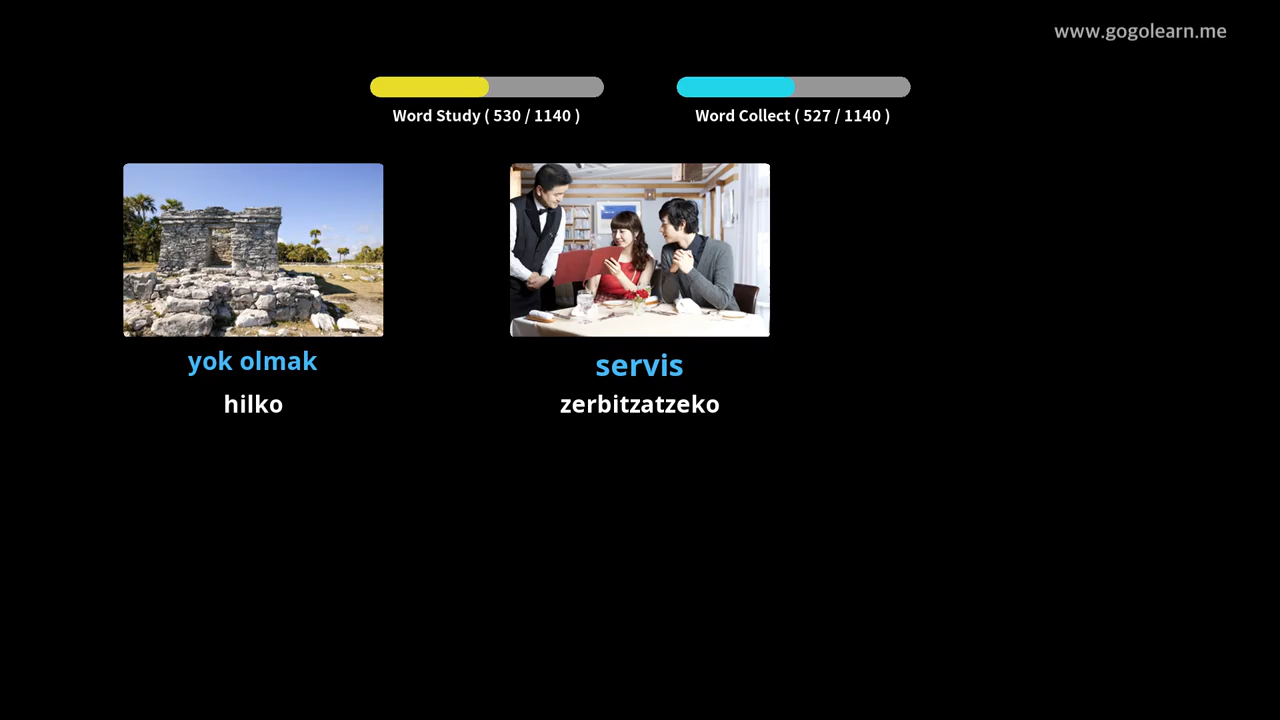 www.gogolearn.me
Word Study ( 530 / 1140 )
Word Collect ( 527 / 1140 )
yok olmak
hilko
servis
zerbitzatzeko